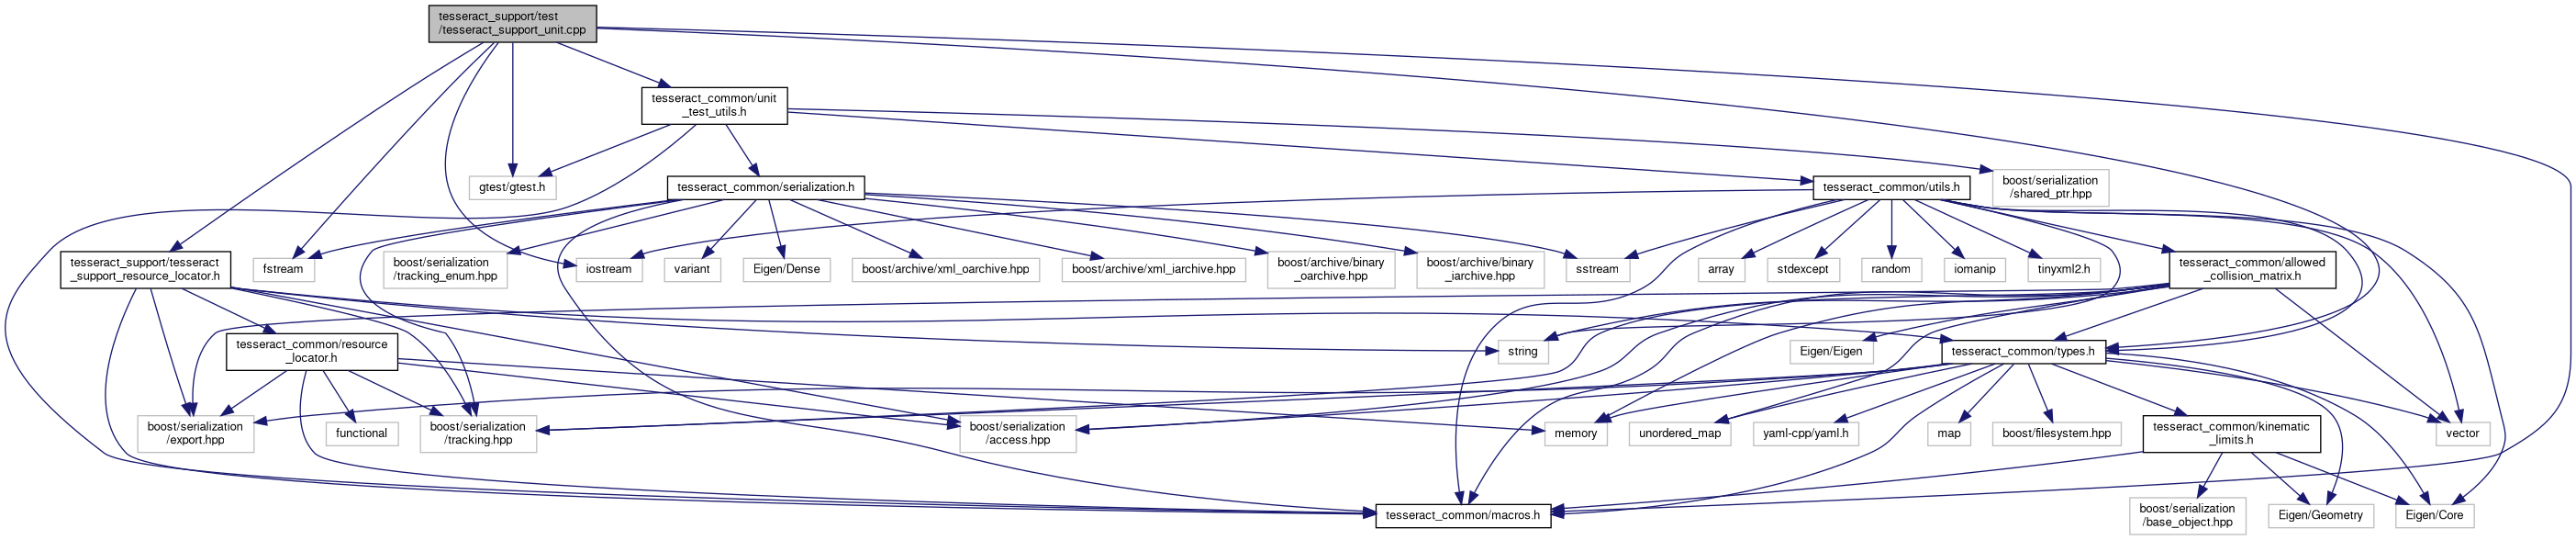 tesseract_support/test
/tesseract_support_unit.cpp
tesseract_common/unit
_test_utils.h
gtest/gtest.h
tesseract_common/serialization.h
tesseract_common/utils.h
boost/serialization
/shared_ptr.hpp
tesseract_support/tesseract
_support_resource_locator.h
fstream
boost/serialization
/tracking_enum.hpp
iostream
variant
Eigen/Dense
boost/archive/xml_oarchive.hpp
boost/archive/xml_iarchive.hpp
boost/archive/binary
_oarchive.hpp
boost/archive/binary
_iarchive.hpp
sstream
array
stdexcept
random
iomanip
tinyxml2.h
tesseract_common/allowed
_collision_matrix.h
tesseract_common/resource
_locator.h
string
Eigen/Eigen
tesseract_common/types.h
boost/serialization
/export.hpp
functional
boost/serialization
/tracking.hpp
memory
boost/serialization
/access.hpp
unordered_map
yaml-cpp/yaml.h
map
boost/filesystem.hpp
tesseract_common/kinematic
_limits.h
vector
tesseract_common/macros.h
boost/serialization
/base_object.hpp
Eigen/Geometry
Eigen/Core